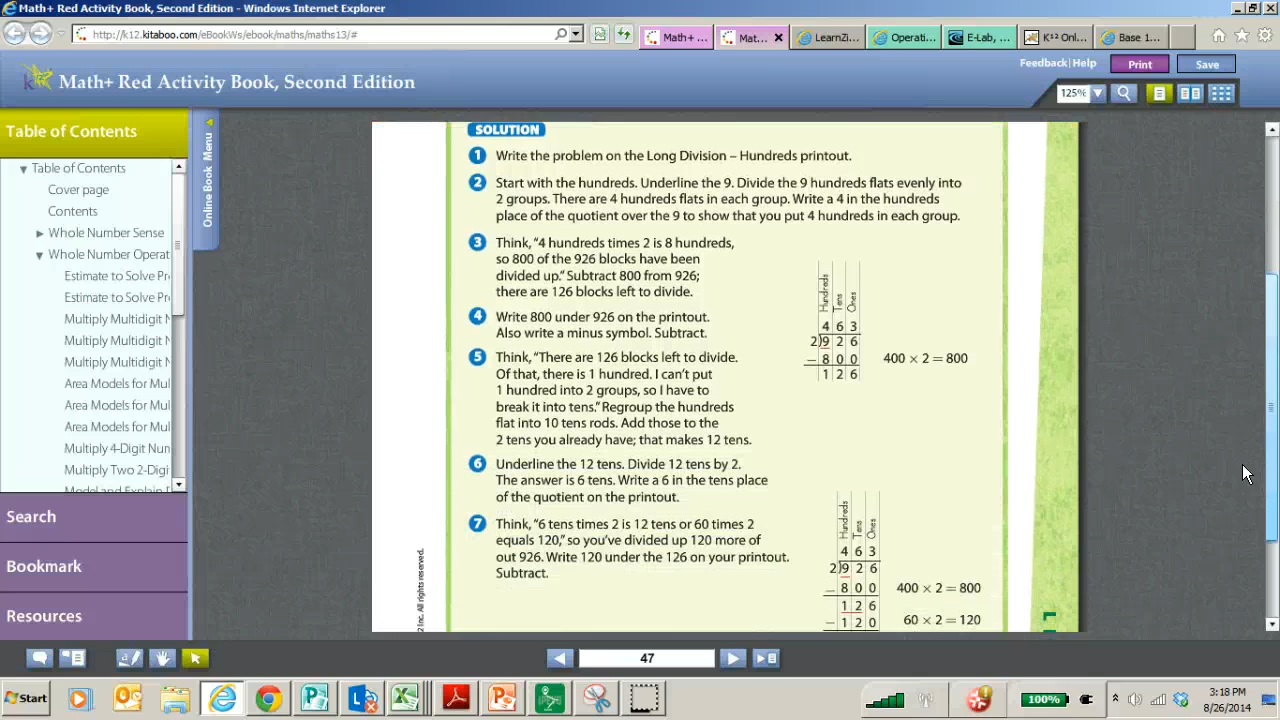 Math+ Red Activity Book, Second Edition - Windows Internet Explorer
http://k12.kitaboo.com/eBookWs/ebook/maths/maths13/#
Math+ ...
Mat...
LearnZi...
Operati...
E-Lab, ...
K¹² Onl...
Base 1...
Feedback|Help
Print
Save
Math+ Red Activity Book, Second Edition
125%
Table of Contents
Online Book Menu
Table of Contents
Cover page
Contents
Whole Number Sense
Whole Number Operat
Estimate to Solve Pr
Estimate to Solve Pr
Multiply Multidigit N
Multiply Multidigit N
Multiply Multidigit N
Area Models for Mul
Area Models for Mul
Area Models for Mul
Multiply 4-Digit Num
Multiply Two 2-Digi
Model and Explain D
Search
Bookmark
Resources
SOLUTION
1 Write the problem on the Long Division – Hundreds printout.
2 Start with the hundreds. Underline the 9. Divide the 9 hundreds flats evenly into
2 groups. There are 4 hundreds flats in each group. Write a 4 in the hundreds
place of the quotient over the 9 to show that you put 4 hundreds in each group.
3 Think, “4 hundreds times 2 is 8 hundreds,
so 800 of the 926 blocks have been
divided up.” Subtract 800 from 926;
there are 126 blocks left to divide.
4 Write 800 under 926 on the printout.
Also write a minus symbol. Subtract.
5 Think, “There are 126 blocks left to divide.
Of that, there is 1 hundred. I can’t put
1 hundred into 2 groups, so I have to
break it into tens.” Regroup the hundreds
flat into 10 tens rods. Add those to the
2 tens you already have; that makes 12 tens.
6 Underline the 12 tens. Divide 12 tens by 2.
The answer is 6 tens. Write a 6 in the tens place
of the quotient on the printout.
7 Think, “6 tens times 2 is 12 tens or 60 times 2
equals 120,” so you’ve divided up 120 more of
out 926. Write 120 under the 126 on your printout.
Subtract.
Hundreds Tens Ones
4 6 3
2)9 2 6
− 8 0 0 400 × 2 = 800
1 2 6
Hundreds Tens Ones
4 6 3
2)9 2 6
− 8 0 0 400 × 2 = 800
1 2 6
− 1 2 0 60 × 2 = 120
2 Inc. All rights reserved.
47
Start
100%
3:18 PM
8/26/2014